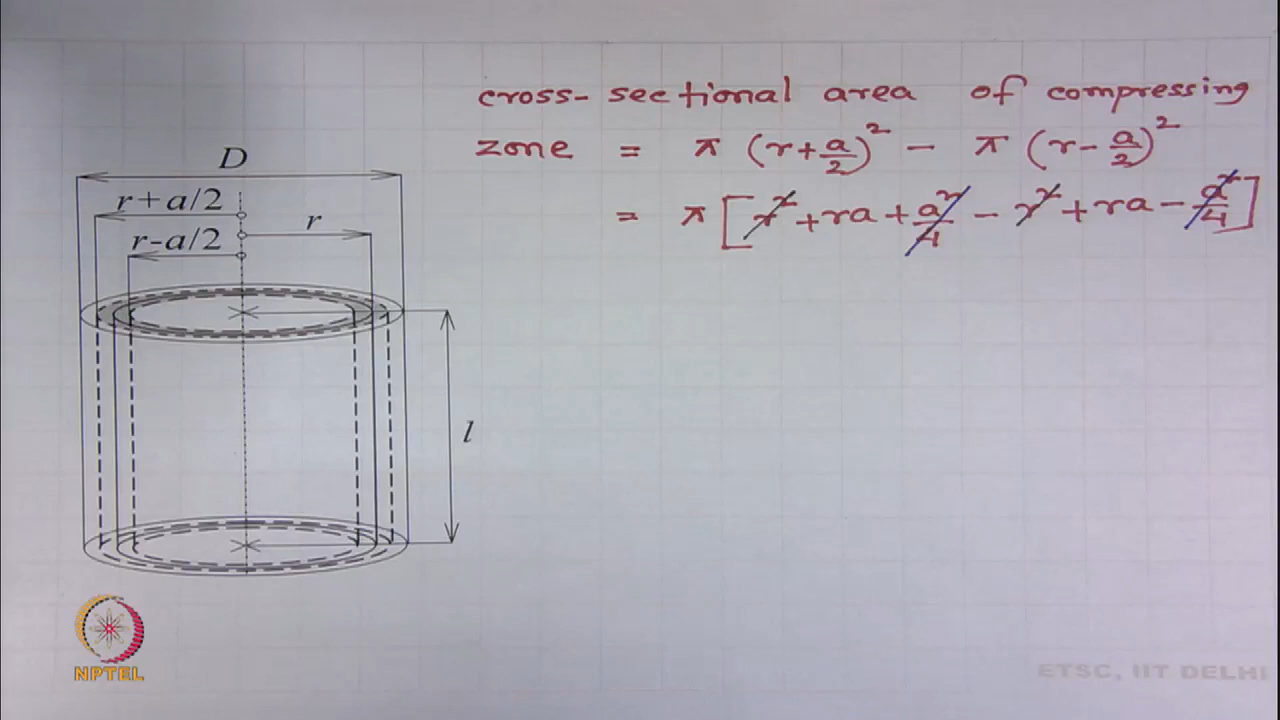 cross-sectional area of compressing
zone = π (r+a/2)² − π (r−a/2)²
= π [r² + ra + a²/4 − r² + ra − a²/4]
D
r+a/2
r
r-a/2
l
NPTEL
ETSC, IIT DELHI